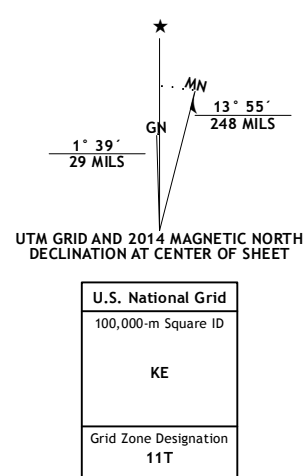 ★
MN
GN
13° 55´
248 MILS
1° 39´
29 MILS
UTM GRID AND 2014 MAGNETIC NORTH
DECLINATION AT CENTER OF SHEET
U.S. National Grid
100,000-m Square ID
KE
Grid Zone Designation
11T